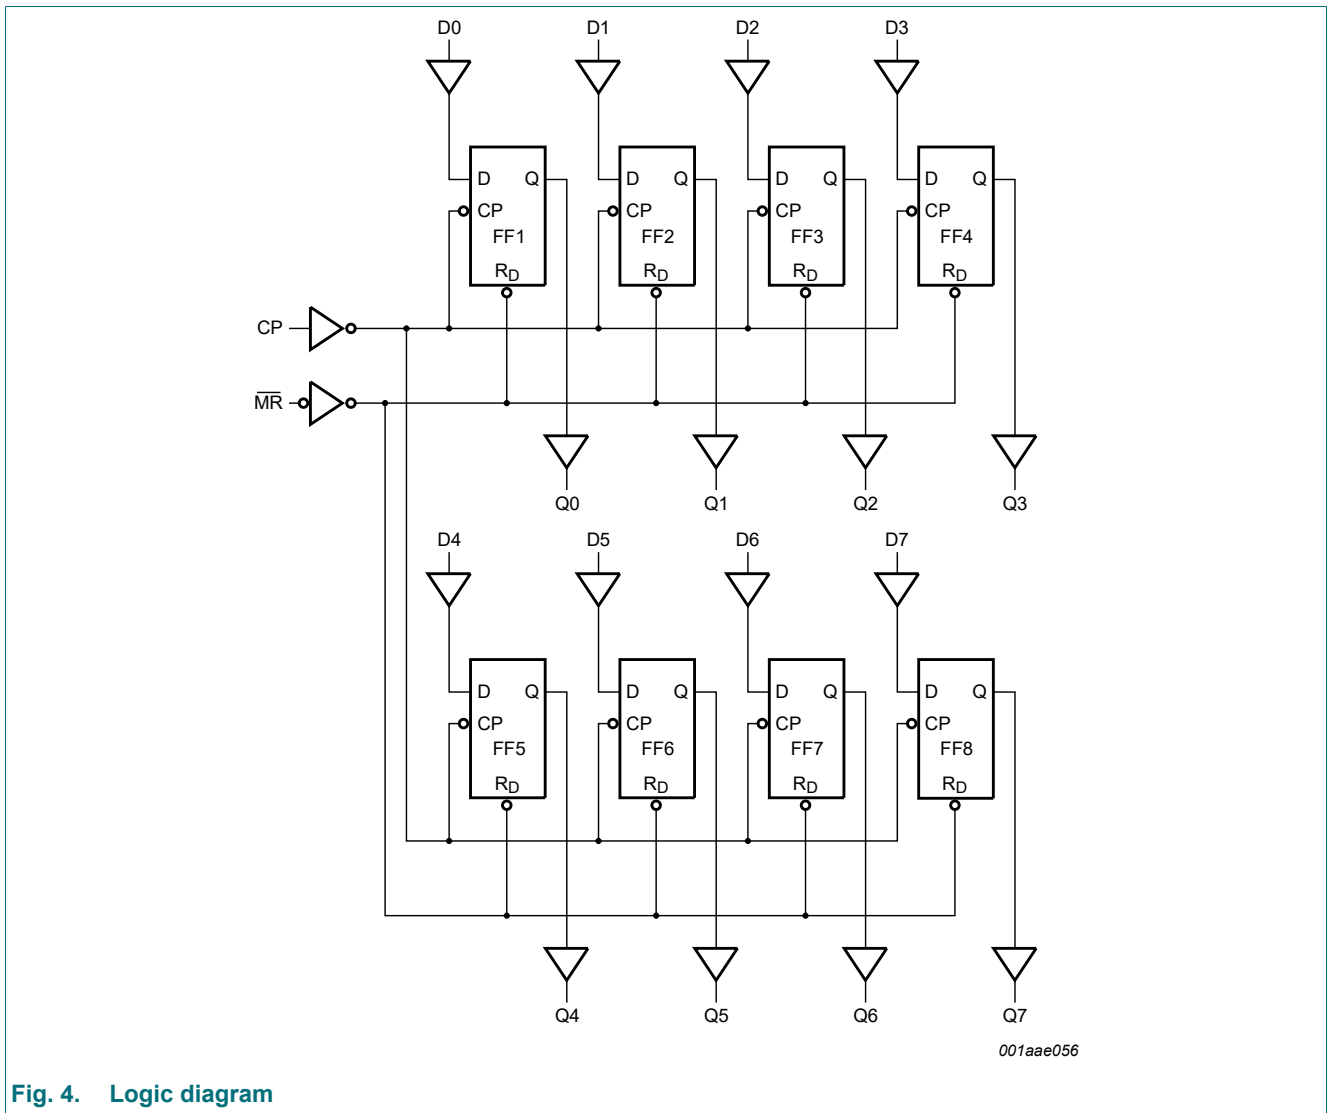 D0 D1 D2 D3
D Q D Q D Q D Q
CP CP CP CP
FF1 FF2 FF3 FF4
RD RD RD RD
CP
M̅R̅
Q0 Q1 Q2 Q3
D4 D5 D6 D7
D Q D Q D Q D Q
CP CP CP CP
FF5 FF6 FF7 FF8
RD RD RD RD
Q4 Q5 Q6 Q7
001aae056
Fig. 4. Logic diagram